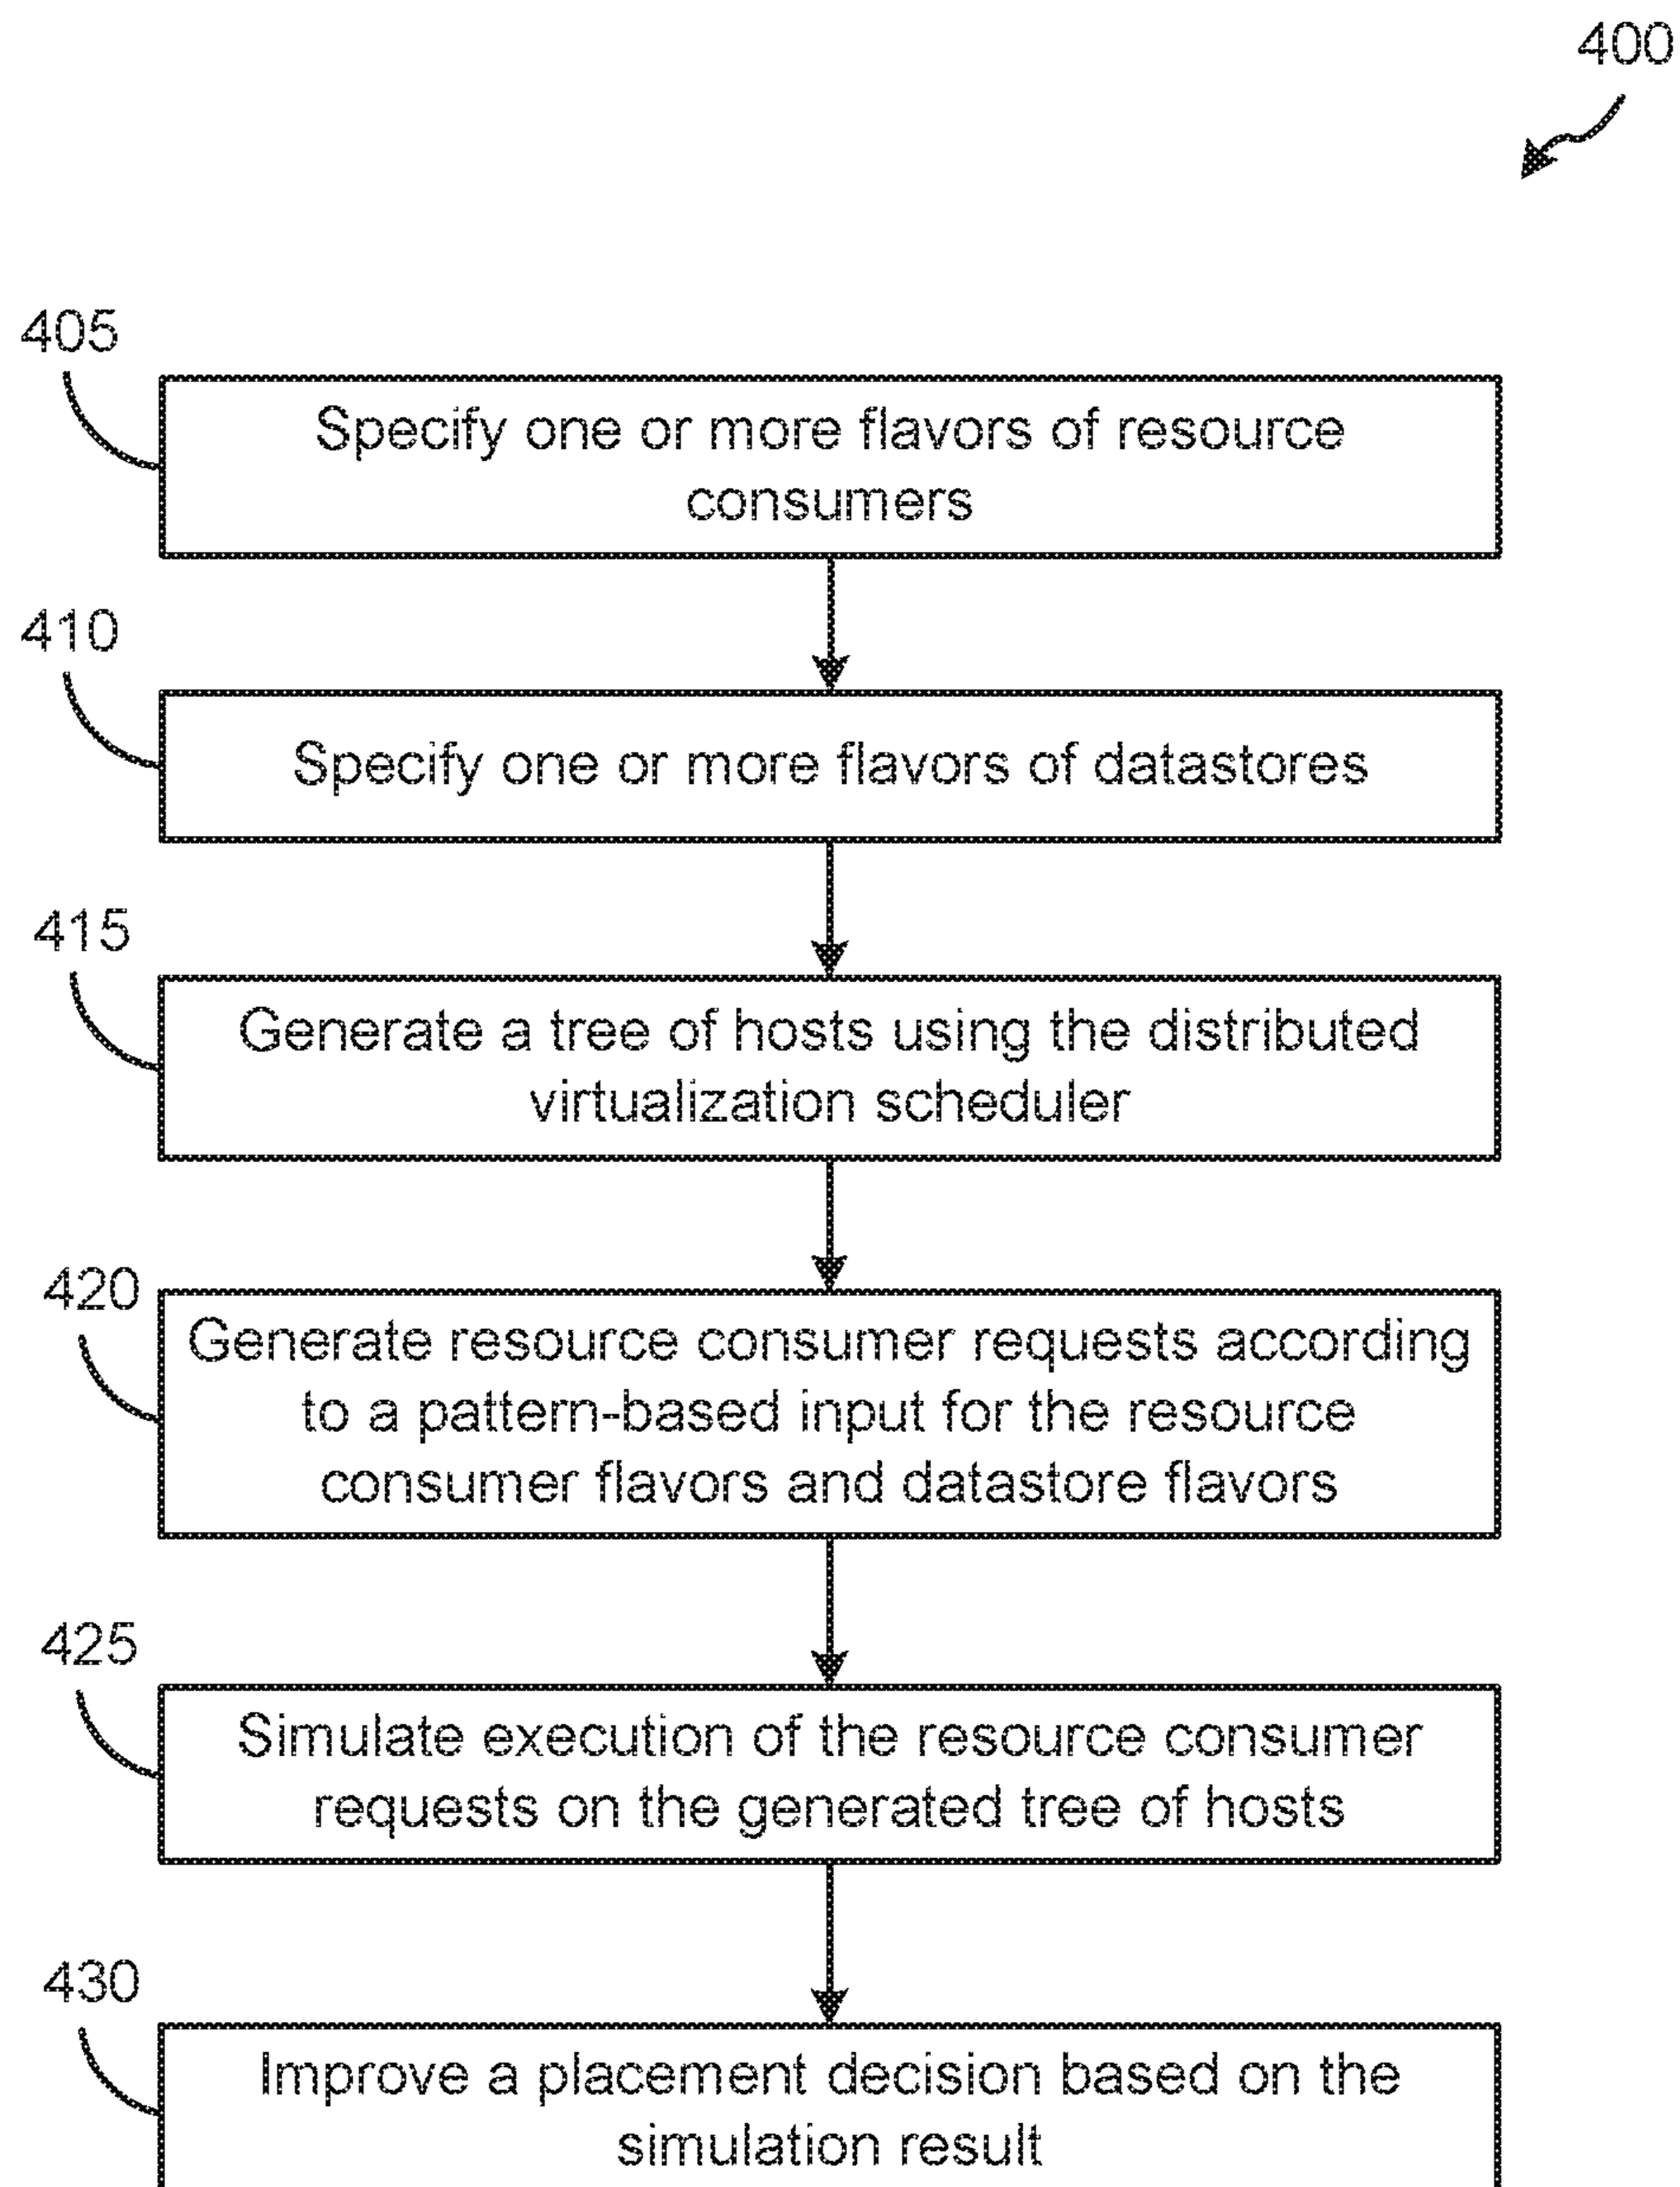 400
405
Specify one or more flavors of resource
consumers
410
Specify one or more flavors of datastores
415
Generate a tree of hosts using the distributed
virtualization scheduler
420
Generate resource consumer requests according
to a pattern-based input for the resource
consumer flavors and datastore flavors
425
Simulate execution of the resource consumer
requests on the generated tree of hosts
430
Improve a placement decision based on the
simulation result